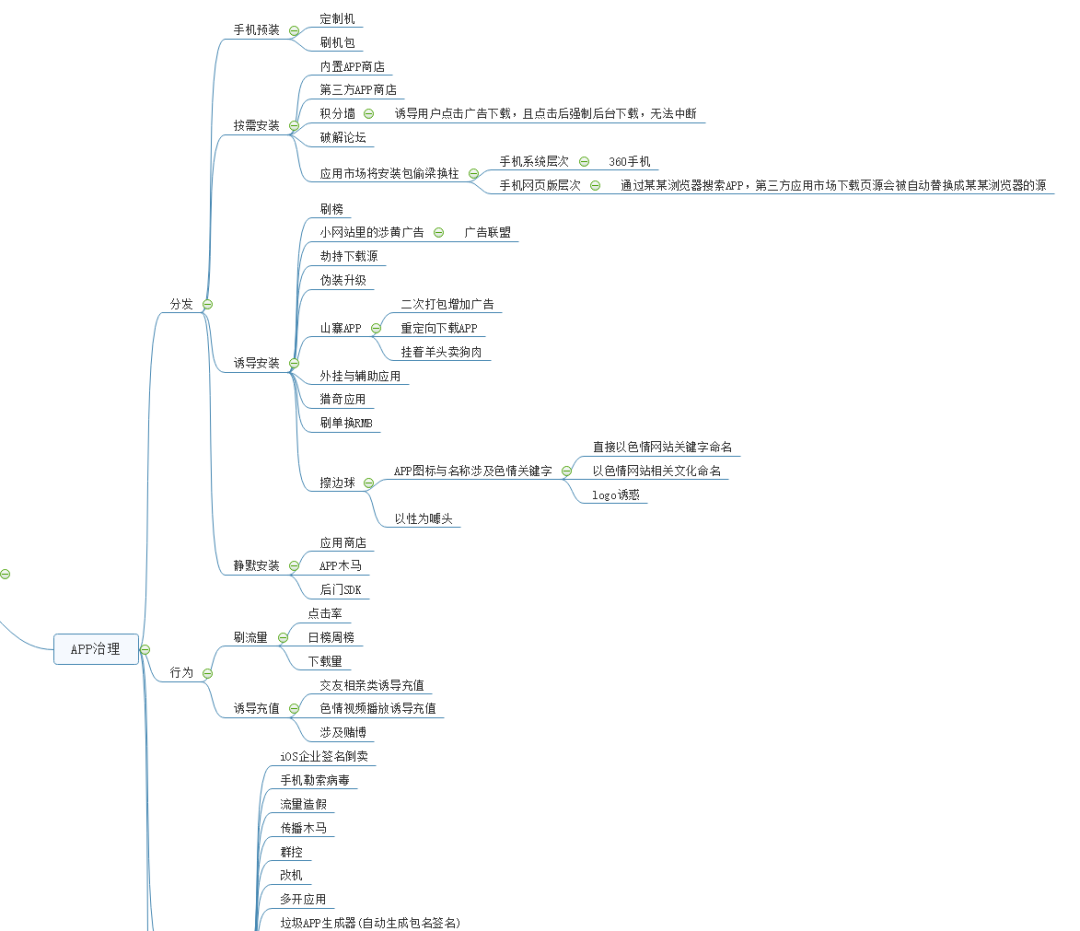 定制机
手机预装
刷机包
内置APP商店
第三方APP商店
积分墙
诱导用户点击广告下载，且点击后强制后台下载，无法中断
按需安装
破解论坛
手机系统层次
360手机
应用市场将安装包偷梁换柱
手机网页版层次
通过某某浏览器搜索APP，第三方应用市场下载页源会被自动替换成某某浏览器的源
刷榜
小网站里的涉黄广告
广告联盟
劫持下载源
伪装升级
分发
二次打包增加广告
山寨APP
重定向下载APP
挂着羊头卖狗肉
诱导安装
外挂与辅助应用
猎奇应用
刷单换RMB
直接以色情网站关键字命名
APP图标与名称涉及色情关键字
以色情网站相关文化命名
擦边球
logo诱惑
以性为噱头
应用商店
静默安装
APP木马
后门SDK
点击率
刷流量
日榜周榜
APP治理
下载量
行为
交友相亲类诱导充值
诱导充值
色情视频播放诱导充值
涉及赌博
iOS企业签名倒卖
手机勒索病毒
流量造假
传播木马
群控
改机
多开应用
垃圾APP生成器(自动生成包名签名)